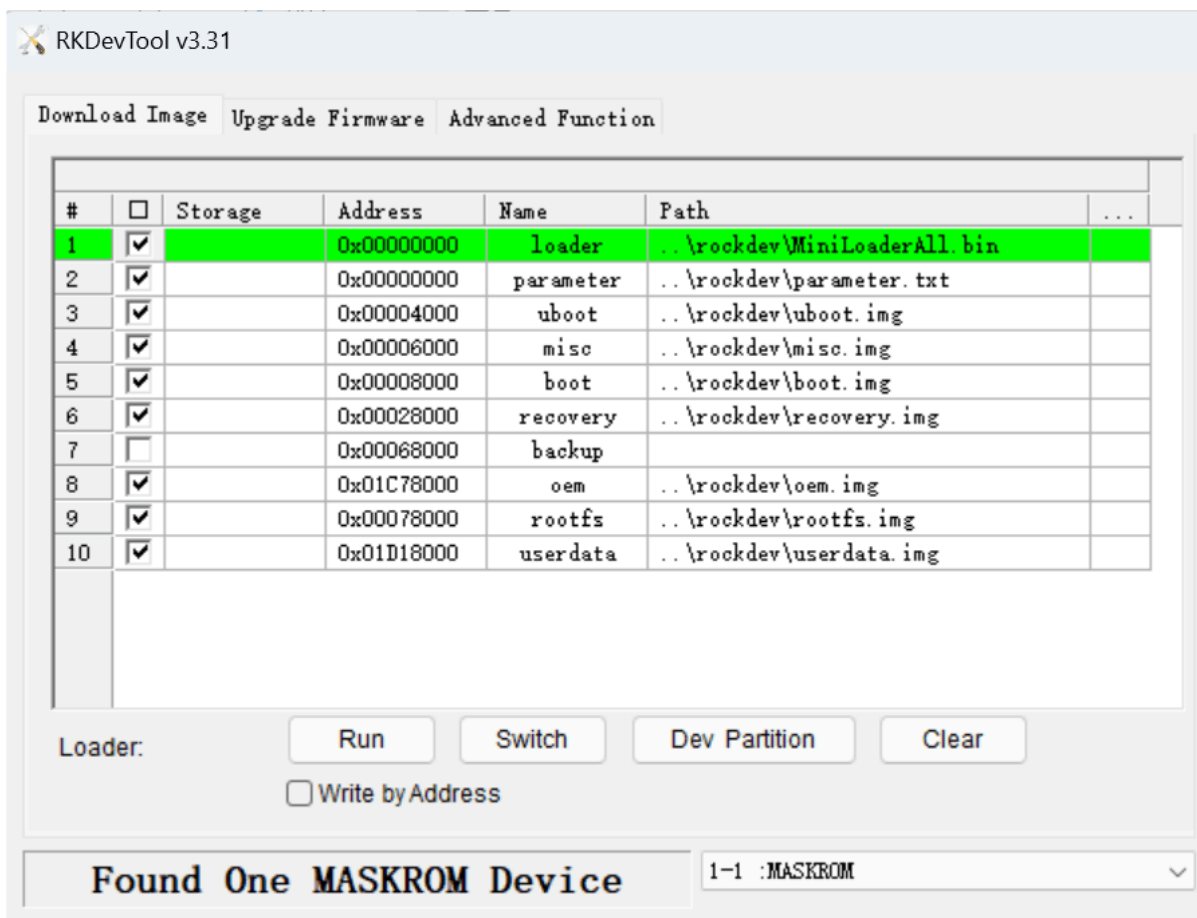 RKDevTool v3.31
Download Image Upgrade Firmware Advanced Function
# Storage Address Name Path ...
1 0x00000000 loader ..\rockdev\MiniLoaderAll.bin
2 0x00000000 parameter ..\rockdev\parameter.txt
3 0x00004000 uboot ..\rockdev\uboot.img
4 0x00006000 misc ..\rockdev\misc.img
5 0x00008000 boot ..\rockdev\boot.img
6 0x00028000 recovery ..\rockdev\recovery.img
7 0x00068000 backup
8 0x01C78000 oem ..\rockdev\oem.img
9 0x00078000 rootfs ..\rockdev\rootfs.img
10 0x01D18000 userdata ..\rockdev\userdata.img
Loader: Run Switch Dev Partition Clear
Write by Address
Found One MASKROM Device 1-1 :MASKROM